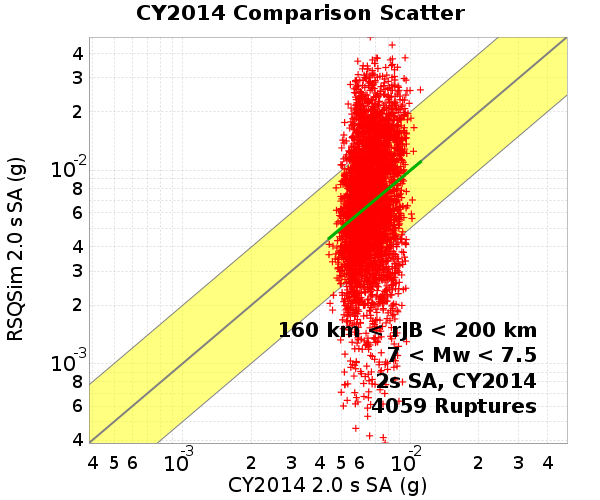 CY2014 Comparison Scatter
RSQSim 2.0 s SA (g)
4
3
2
10-2
8
6
4
3
2
10-3
8
6
4
160 km < rJB < 200 km
7 < Mw < 7.5
2s SA, CY2014
4059 Ruptures
4 5 6 10-3 2 3 4 5 6 10-2 2 3 4
CY2014 2.0 s SA (g)